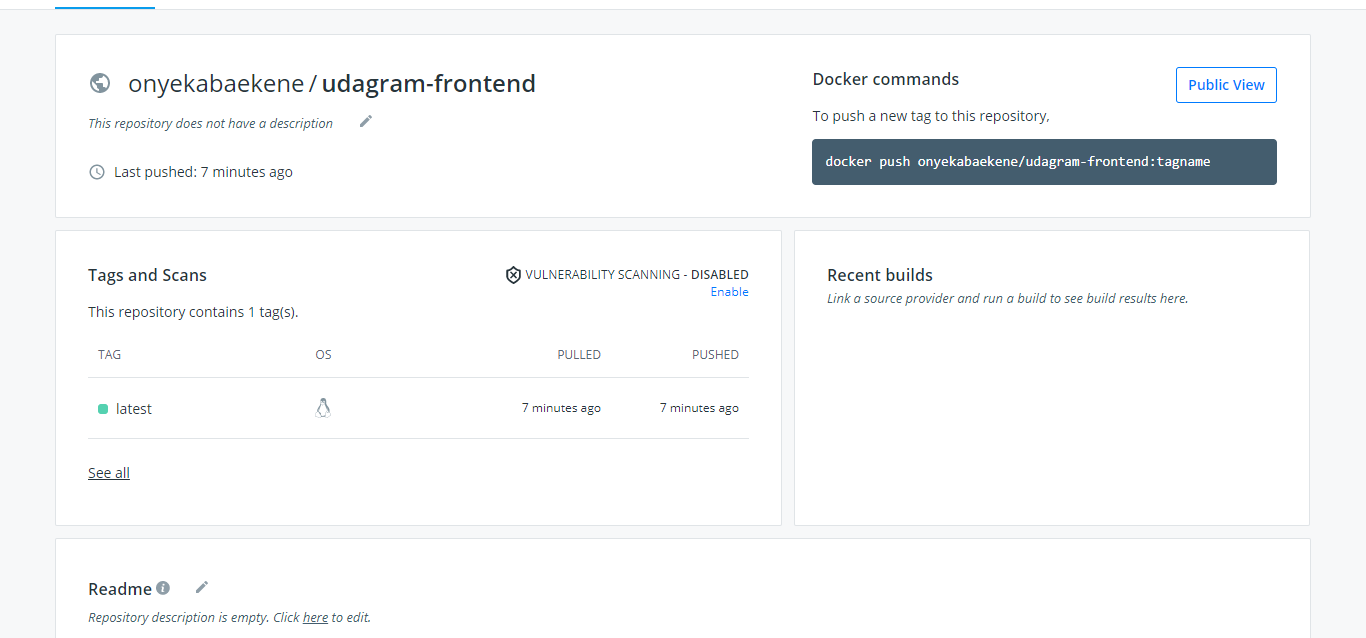 onyekabaekene / udagram-frontend
This repository does not have a description
Last pushed: 7 minutes ago
Docker commands
Public View
To push a new tag to this repository,
docker push onyekabaekene/udagram-frontend:tagname
Tags and Scans
VULNERABILITY SCANNING - DISABLED
Enable
This repository contains 1 tag(s).
TAG OS PULLED PUSHED
latest 7 minutes ago 7 minutes ago
See all
Recent builds
Link a source provider and run a build to see build results here.
Readme
Repository description is empty. Click here to edit.